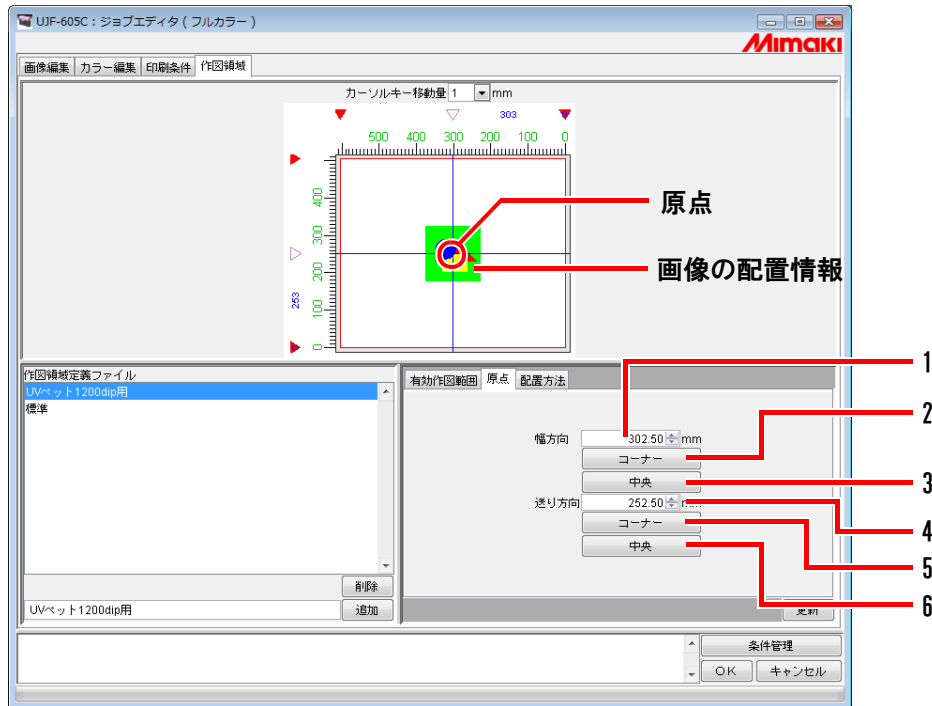 UJF-605C：ジョブエディタ ( フルカラー )
Mimaki
画像編集 カラー編集 印刷条件 作図領域
カーソルキー移動量 1 mm
303
500 400 300 200 100 0
原点
画像の配置情報
400
300
200
100
0
253
作図領域定義ファイル
UVペット1200dip用
標準
削除
UVペット1200dip用 追加
有効作図範囲 原点 配置方法
幅方向 302.50 mm
コーナー
中央
送り方向 252.50
コーナー
中央
更新
1
2
3
4
5
6
条件管理
OK キャンセル